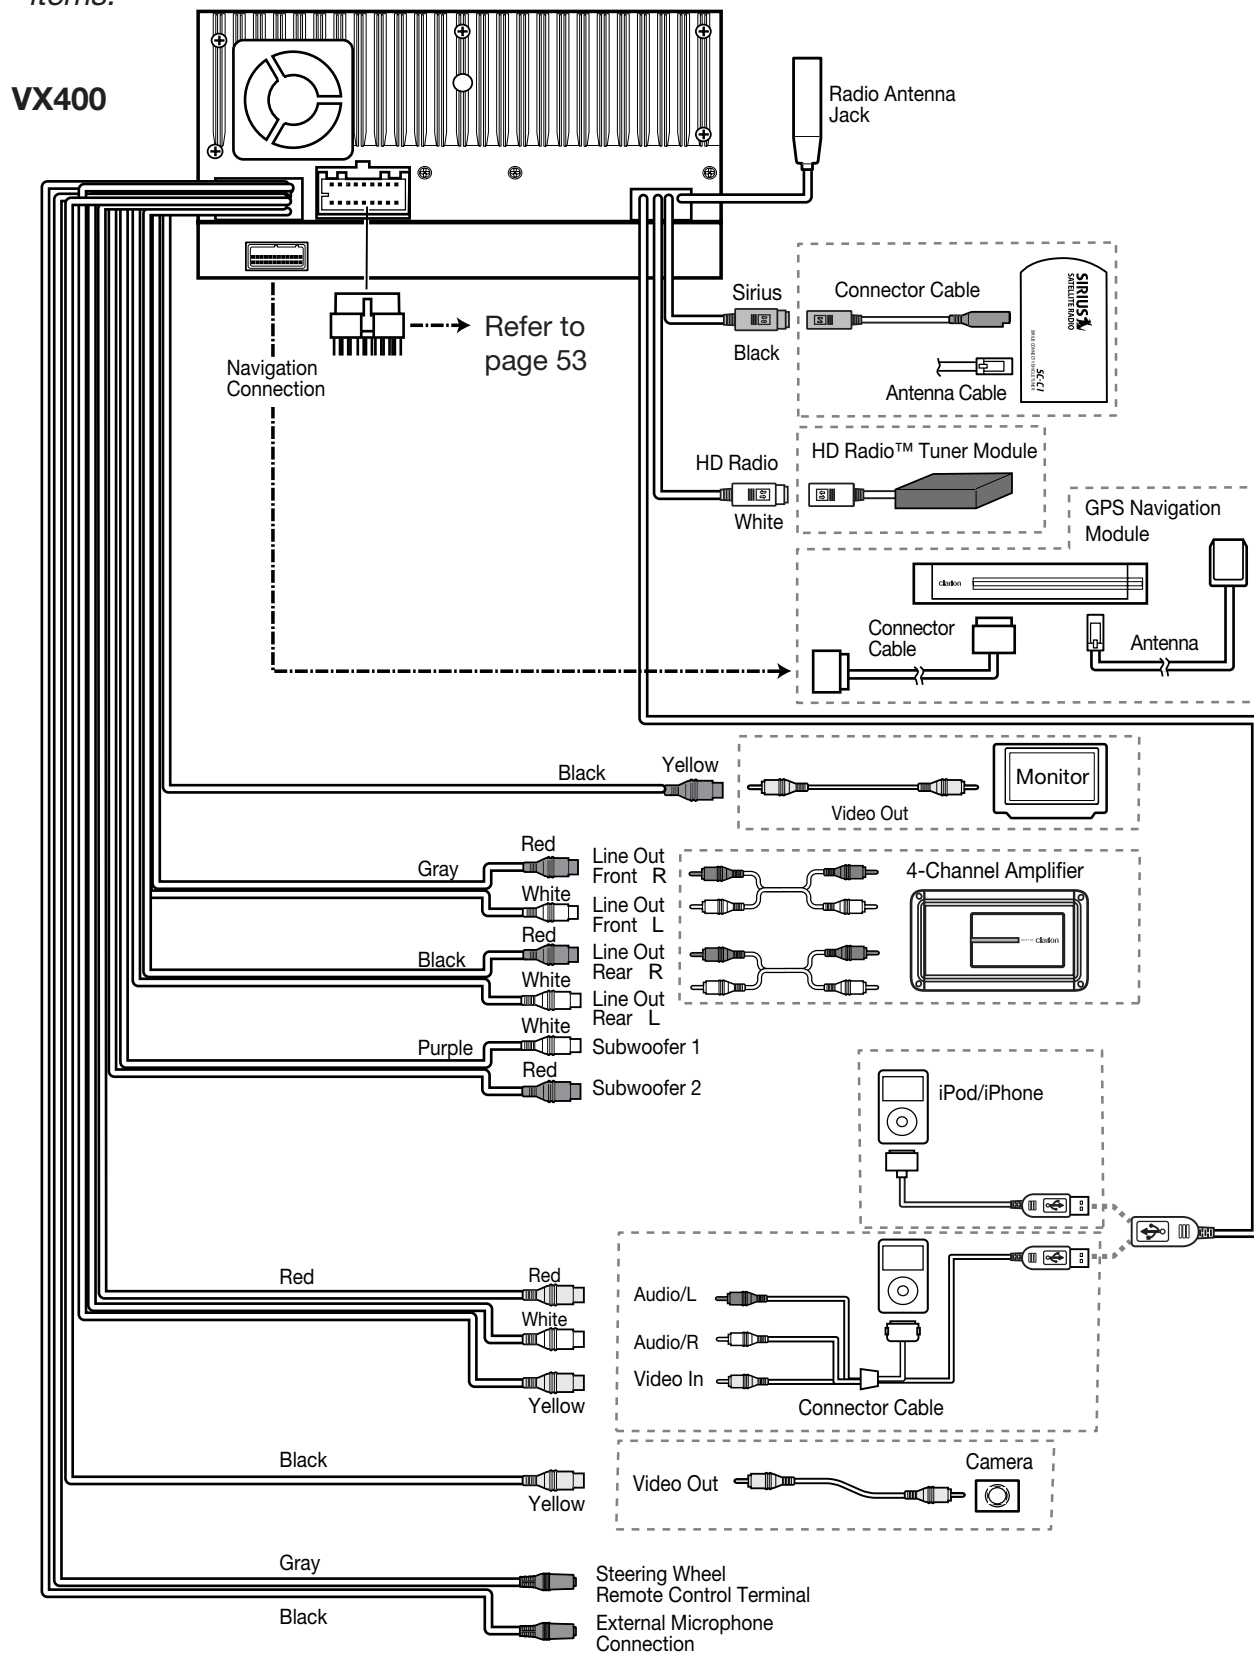 items.
VX400
Radio Antenna
Jack
Sirius
Connector Cable
SIRIUS
SATELLITE RADIO
SC-C1
Black
Antenna Cable
Refer to
page 53
Navigation
Connection
HD Radio
HD Radio™ Tuner Module
White
GPS Navigation
Module
clarion
Connector
Cable
Antenna
Black
Yellow
Monitor
Video Out
Red
Gray
Line Out
Front R
4-Channel Amplifier
White
Line Out
Front L
clarion
Red
Black
Line Out
Rear R
White
Line Out
Rear L
White
Purple
Subwoofer 1
Red
Subwoofer 2
iPod/iPhone
Red
Red
Audio/L
White
Audio/R
Video In
Yellow
Connector Cable
Black
Camera
Video Out
Yellow
Gray
Steering Wheel
Remote Control Terminal
Black
External Microphone
Connection